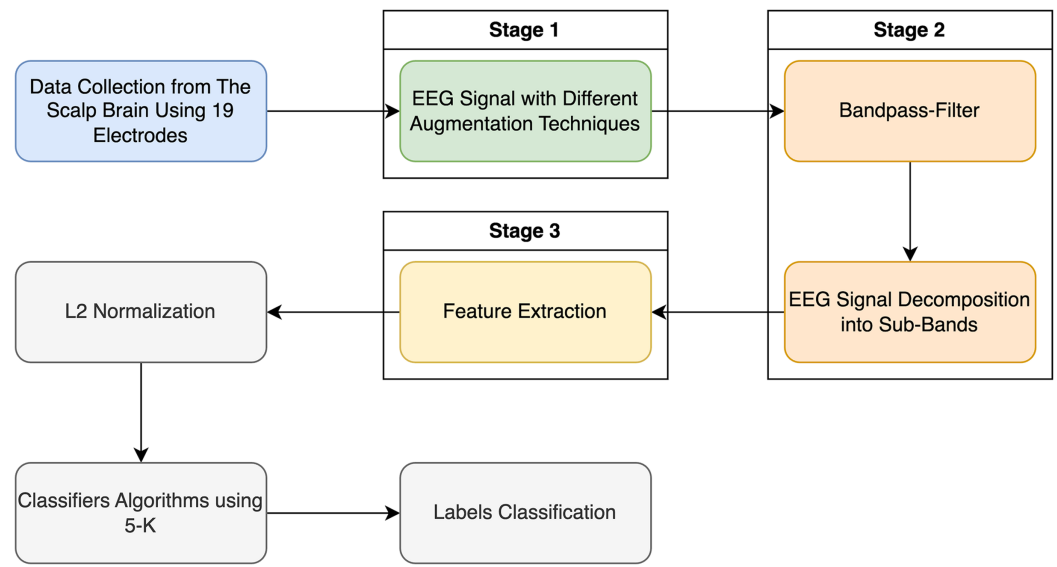 Stage 1
Stage 2
Data Collection from The
Scalp Brain Using 19
Electrodes
EEG Signal with Different
Augmentation Techniques
Bandpass-Filter
Stage 3
L2 Normalization
Feature Extraction
EEG Signal Decomposition
into Sub-Bands
Classifiers Algorithms using
5-K
Labels Classification